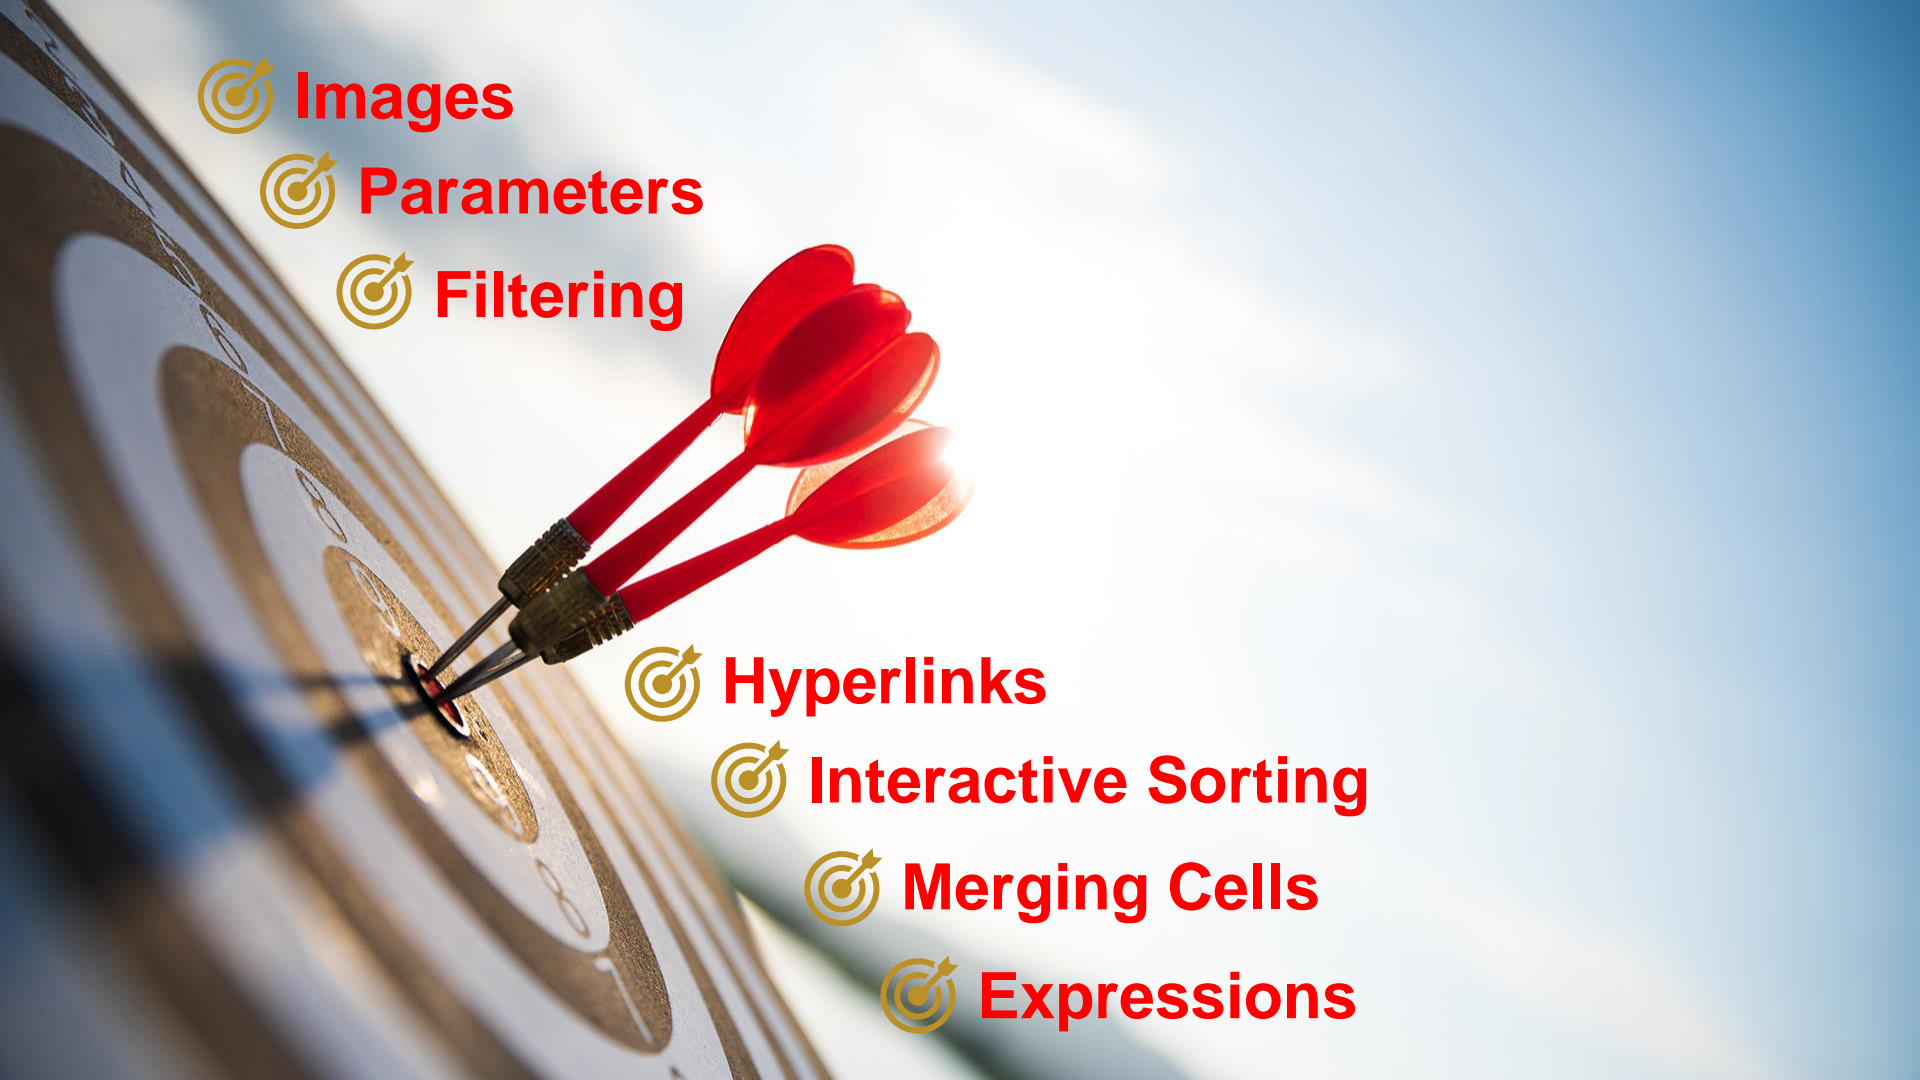 Images
Parameters
Filtering
Hyperlinks
Interactive Sorting
Merging Cells
Expressions